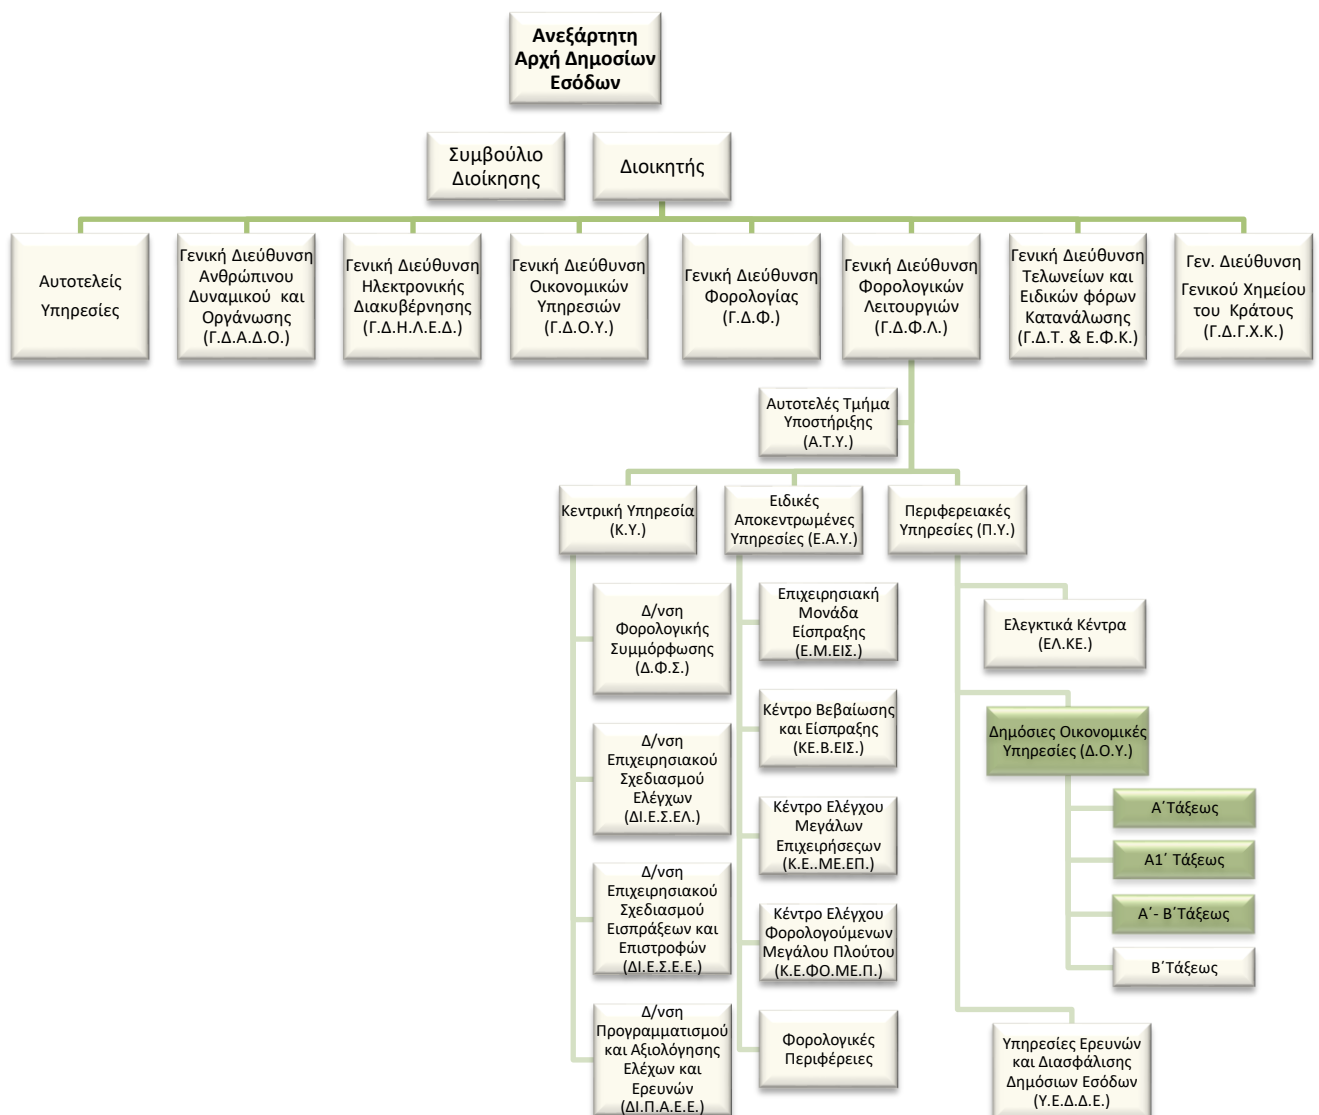 Ανεξάρτητη
Αρχή Δημοσίων
Εσόδων
Συμβούλιο
Διοίκησης
Διοικητής
Αυτοτελείς
Υπηρεσίες
Γενική Διεύθυνση
Ανθρώπινου
Δυναμικού και
Οργάνωσης
(Γ.Δ.Α.Δ.Ο.)
Γενική Διεύθυνση
Ηλεκτρονικής
Διακυβέρνησης
(Γ.Δ.Η.Λ.Ε.Δ.)
Γενική Διεύθυνση
Οικονομικών
Υπηρεσιών
(Γ.Δ.Ο.Υ.)
Γενική Διεύθυνση
Φορολογίας
(Γ.Δ.Φ.)
Γενική Διεύθυνση
Φορολογικών
Λειτουργιών
(Γ.Δ.Φ.Λ.)
Γενική Διεύθυνση
Τελωνείων και
Ειδικών φόρων
Κατανάλωσης
(Γ.Δ.Τ. & Ε.Φ.Κ.)
Γεν. Διεύθυνση
Γενικού Χημείου
του Κράτους
(Γ.Δ.Γ.Χ.Κ.)
Αυτοτελές Τμήμα
Υποστήριξης
(Α.Τ.Υ.)
Κεντρική Υπηρεσία
(Κ.Υ.)
Ειδικές
Αποκεντρωμένες
Υπηρεσίες (Ε.Α.Υ.)
Περιφερειακές
Υπηρεσίες (Π.Υ.)
Δ/νση
Φορολογικής
Συμμόρφωσης
(Δ.Φ.Σ.)
Δ/νση
Επιχειρησιακού
Σχεδιασμού
Ελέγχων
(ΔΙ.Ε.Σ.ΕΛ.)
Δ/νση
Επιχειρησιακού
Σχεδιασμού
Εισπράξεων και
Επιστροφών
(ΔΙ.Ε.Σ.Ε.Ε.)
Δ/νση
Προγραμματισμού
και Αξιολόγησης
Ελέχων και
Ερευνών
(ΔΙ.Π.Α.Ε.Ε.)
Επιχειρησιακή
Μονάδα
Είσπραξης
(Ε.Μ.ΕΙΣ.)
Κέντρο Βεβαίωσης
και Είσπραξης
(ΚΕ.Β.ΕΙΣ.)
Κέντρο Ελέγχου
Μεγάλων
Επιχειρήσεςων
(Κ.Ε..ΜΕ.ΕΠ.)
Κέντρο Ελέγχου
Φορολογούμενων
Μεγάλου Πλούτου
(Κ.Ε.ΦΟ.ΜΕ.Π.)
Φορολογικές
Περιφέρειες
Ελεγκτικά Κέντρα
(ΕΛ.ΚΕ.)
Δημόσιες Οικονομικές
Υπηρεσίες (Δ.Ο.Υ.)
Α΄Τάξεως
Α1΄ Τάξεως
Α΄- Β΄Τάξεως
Β΄Τάξεως
Υπηρεσίες Ερευνών
και Διασφάλισης
Δημόσιων Εσόδων
(Υ.Ε.Δ.Δ.Ε.)